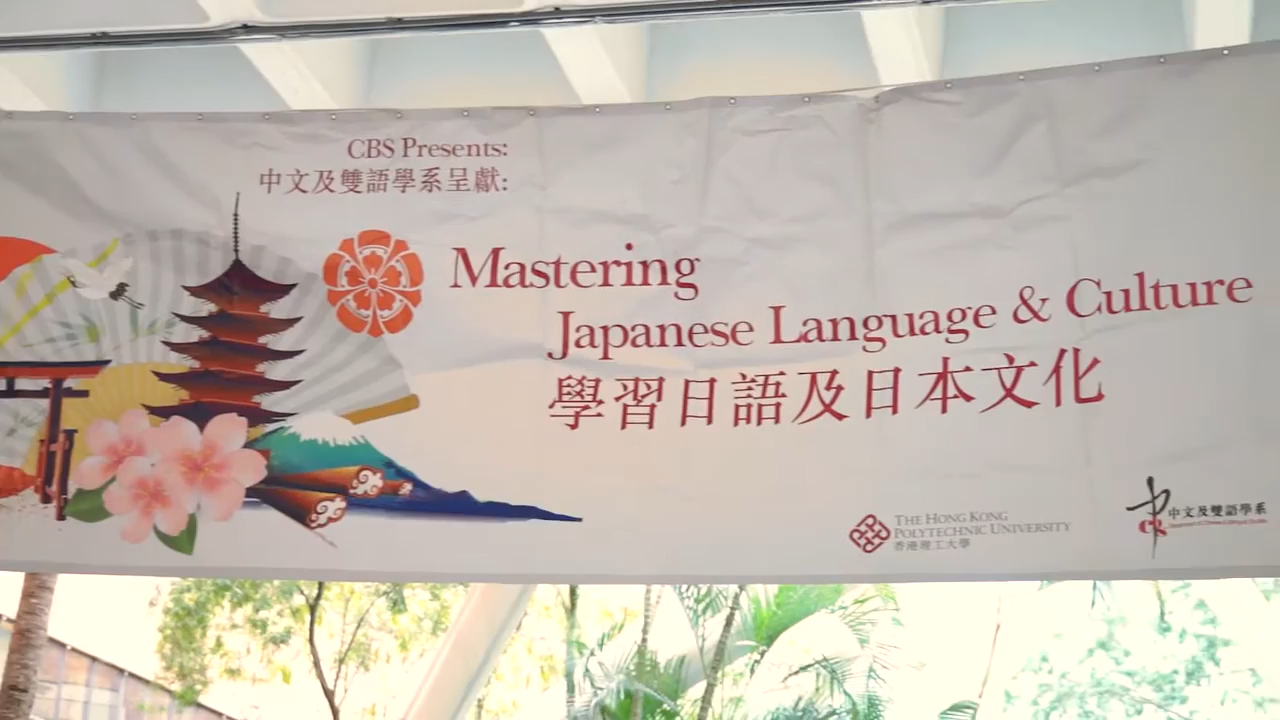 CBS Presents:
中文及雙語學系呈獻:
Mastering
Japanese Language & Culture
學習日語及日本文化
THE HONG KONG
POLYTECHNIC UNIVERSITY
香港理工大學
中文及雙語學系